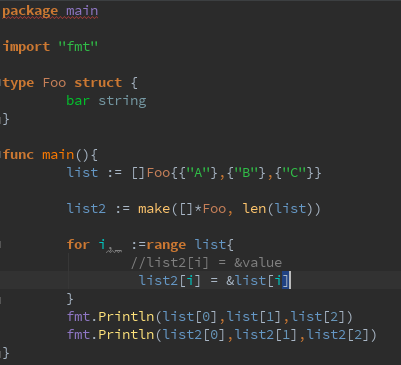 package main
import "fmt"
type Foo struct {
        bar string
}
func main(){
        list := []Foo{{"A"},{"B"},{"C"}}
        list2 := make([]*Foo, len(list))
        for i,_ :=range list{
                //list2[i] = &value
                 list2[i] = &list[i]
        }
        fmt.Println(list[0],list[1],list[2])
        fmt.Println(list2[0],list2[1],list2[2])
}